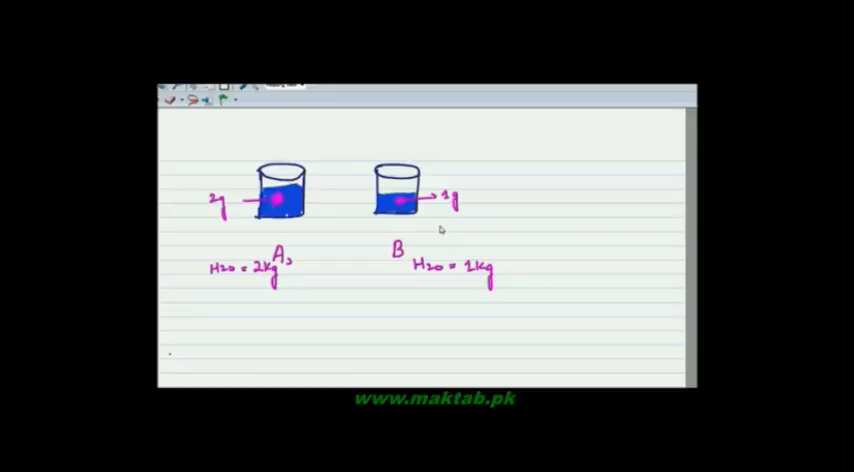 2g
1g
A,
B
H2O = 2kg
H2O = 1kg
www.maktab.pk